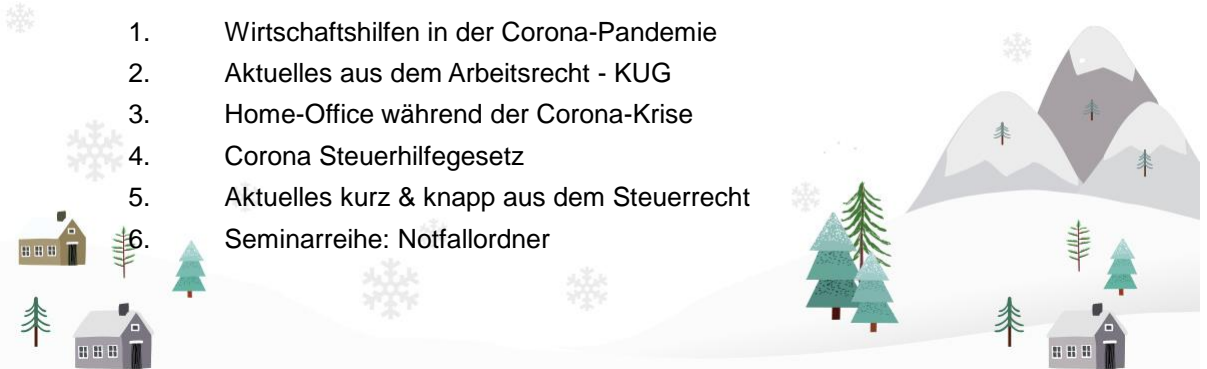 1. Wirtschaftshilfen in der Corona-Pandemie
2. Aktuelles aus dem Arbeitsrecht - KUG
3. Home-Office während der Corona-Krise
4. Corona Steuerhilfegesetz
5. Aktuelles kurz & knapp aus dem Steuerrecht
6. Seminarreihe: Notfallordner